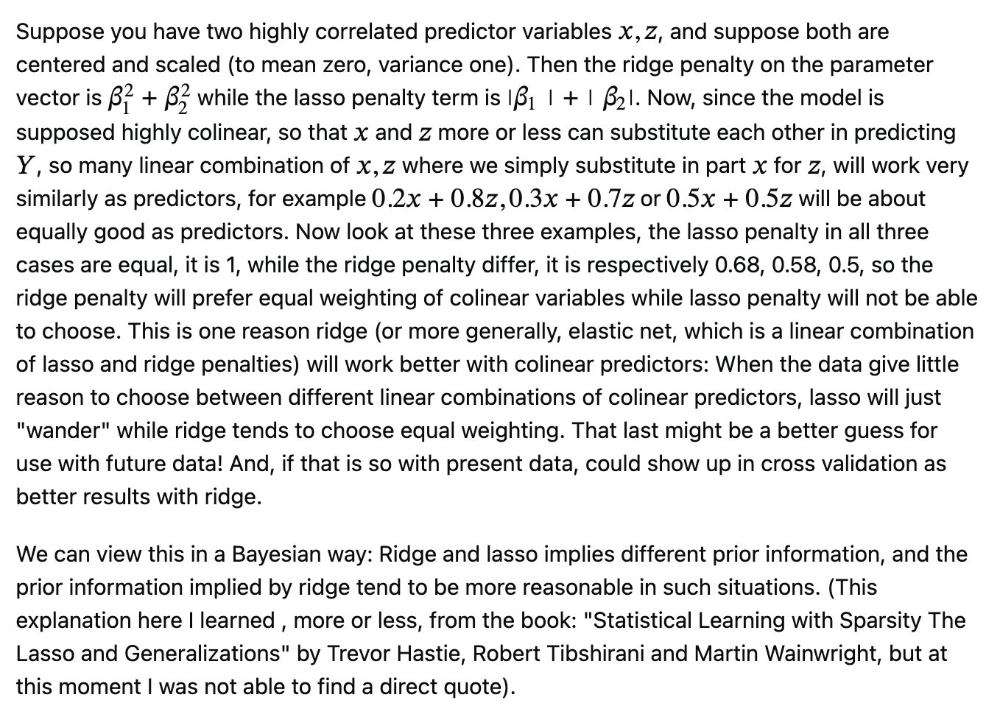 Suppose you have two highly correlated predictor variables x, z, and suppose both are
centered and scaled (to mean zero, variance one). Then the ridge penalty on the parameter
vector is β₁² + β₂² while the lasso penalty term is |β₁ | + | β₂|. Now, since the model is
supposed highly colinear, so that x and z more or less can substitute each other in predicting
Y, so many linear combination of x, z where we simply substitute in part x for z, will work very
similarly as predictors, for example 0.2x + 0.8z, 0.3x + 0.7z or 0.5x + 0.5z will be about
equally good as predictors. Now look at these three examples, the lasso penalty in all three
cases are equal, it is 1, while the ridge penalty differ, it is respectively 0.68, 0.58, 0.5, so the
ridge penalty will prefer equal weighting of colinear variables while lasso penalty will not be able
to choose. This is one reason ridge (or more generally, elastic net, which is a linear combination
of lasso and ridge penalties) will work better with colinear predictors: When the data give little
reason to choose between different linear combinations of colinear predictors, lasso will just
"wander" while ridge tends to choose equal weighting. That last might be a better guess for
use with future data! And, if that is so with present data, could show up in cross validation as
better results with ridge.
We can view this in a Bayesian way: Ridge and lasso implies different prior information, and the
prior information implied by ridge tend to be more reasonable in such situations. (This
explanation here I learned , more or less, from the book: "Statistical Learning with Sparsity The
Lasso and Generalizations" by Trevor Hastie, Robert Tibshirani and Martin Wainwright, but at
this moment I was not able to find a direct quote).